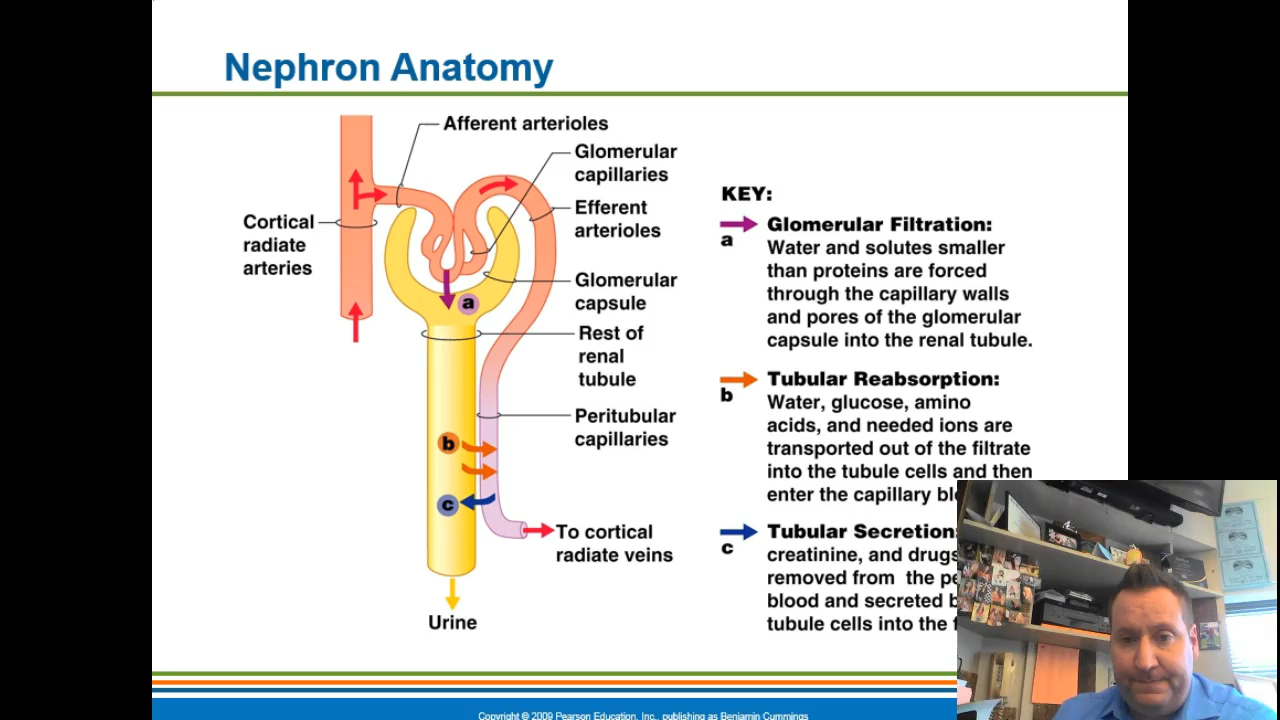 Nephron Anatomy
Afferent arterioles
Glomerular
capillaries
Efferent
arterioles
Cortical
radiate
arteries
Glomerular
capsule
a
Rest of
renal
tubule
Peritubular
capillaries
b
c
To cortical
radiate veins
Urine
KEY:
a
Glomerular Filtration:
Water and solutes smaller
than proteins are forced
through the capillary walls
and pores of the glomerular
capsule into the renal tubule.
b
Tubular Reabsorption:
Water, glucose, amino
acids, and needed ions are
transported out of the filtrate
into the tubule cells and then
enter the capillary
c
Tubular
creatinine, and drugs
removed from the
blood and secreted
tubule cells into the
Copyright © 2009 Pearson Education, Inc., publishing as Benjamin Cummings